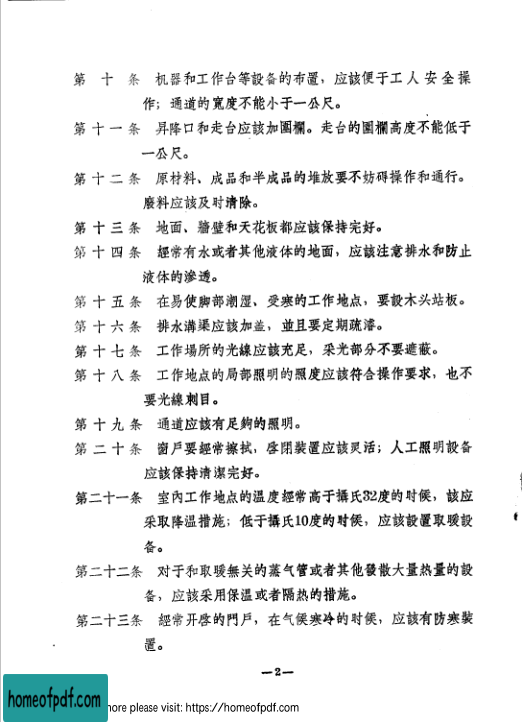 第十条 机器和工作台等設备的布置，应該便于工人安全操
作；通道的寬度不能小于一公尺。
第十一条 昇降口和走台应該加圍欄。走台的圍欄高度不能低于
一公尺。
第十二条 原材料、成品和半成品的堆放要不妨碍操作和通行。
廢料应該及时清除。
第十三条 地面、牆壁和天花板都应該保持完好。
第十四条 經常有水或者其他液体的地面，应該注意排水和防止
液体的滲透。
第十五条 在易使脚部潮湿、受寒的工作地点，要設木头站板。
第十六条 排水溝渠应該加盖，並且要定期疏濬。
第十七条 工作場所的光線应該充足，采光部分不要遮蔽。
第十八条 工作地点的局部照明的照度应該符合操作要求，也不
要光線刺目。
第十九条 通道应該有足夠的照明。
第二十条 窗戶要經常擦拭，啓閉裝置应該灵活；人工照明設备
应該保持清潔完好。
第二十一条 室內工作地点的温度經常高于攝氏32度的时候，該应
采取降温措施；低于攝氏10度的时候，应該設置取暖設
备。
第二十二条 对于和取暖無关的蒸气管或者其他發散大量热量的設
备，应該采用保温或者隔热的措施。
第二十三条 經常开啓的門戶，在气候寒冷的时候，应該有防寒裝
置。
—2—
homeofpdf.com
more please visit: https://homeofpdf.com